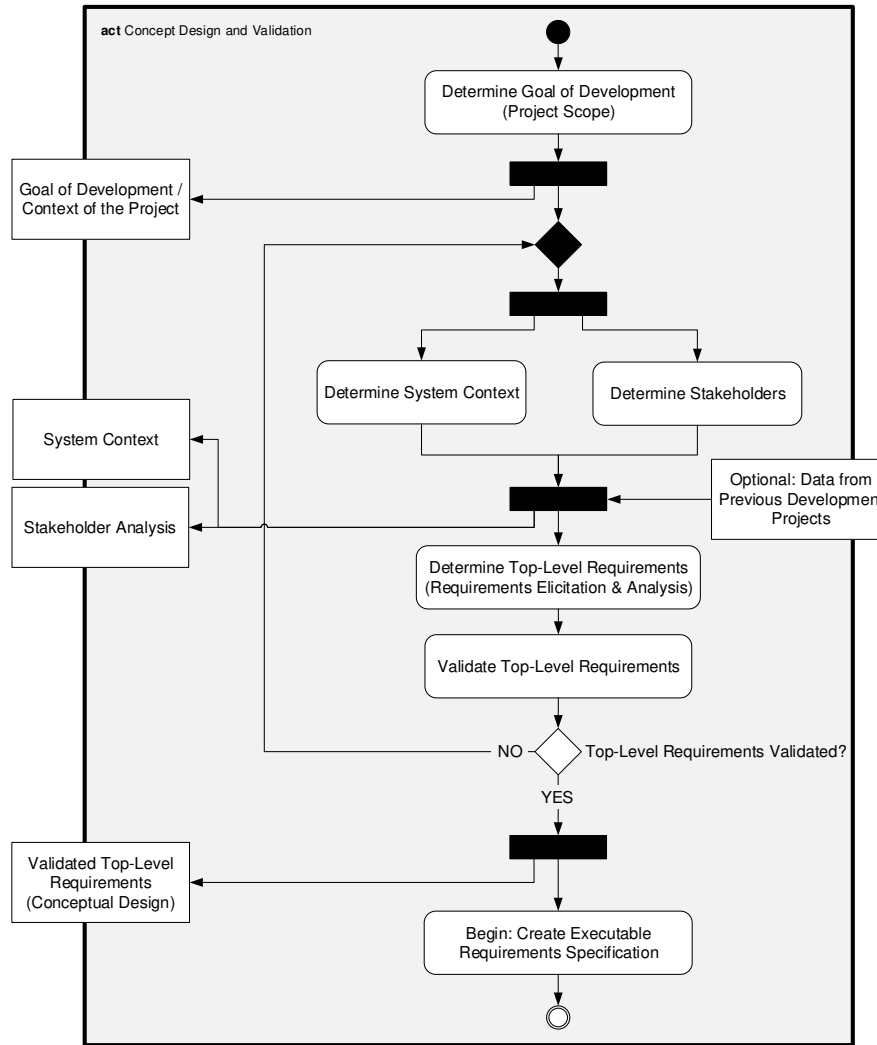 act Concept Design and Validation
Determine Goal of Development
(Project Scope)
Goal of Development /
Context of the Project
Determine System Context
Determine Stakeholders
System Context
Optional: Data from
Previous Development
Projects
Stakeholder Analysis
Determine Top-Level Requirements
(Requirements Elicitation & Analysis)
Validate Top-Level Requirements
NO
Top-Level Requirements Validated?
YES
Validated Top-Level
Requirements
(Conceptual Design)
Begin: Create Executable
Requirements Specification